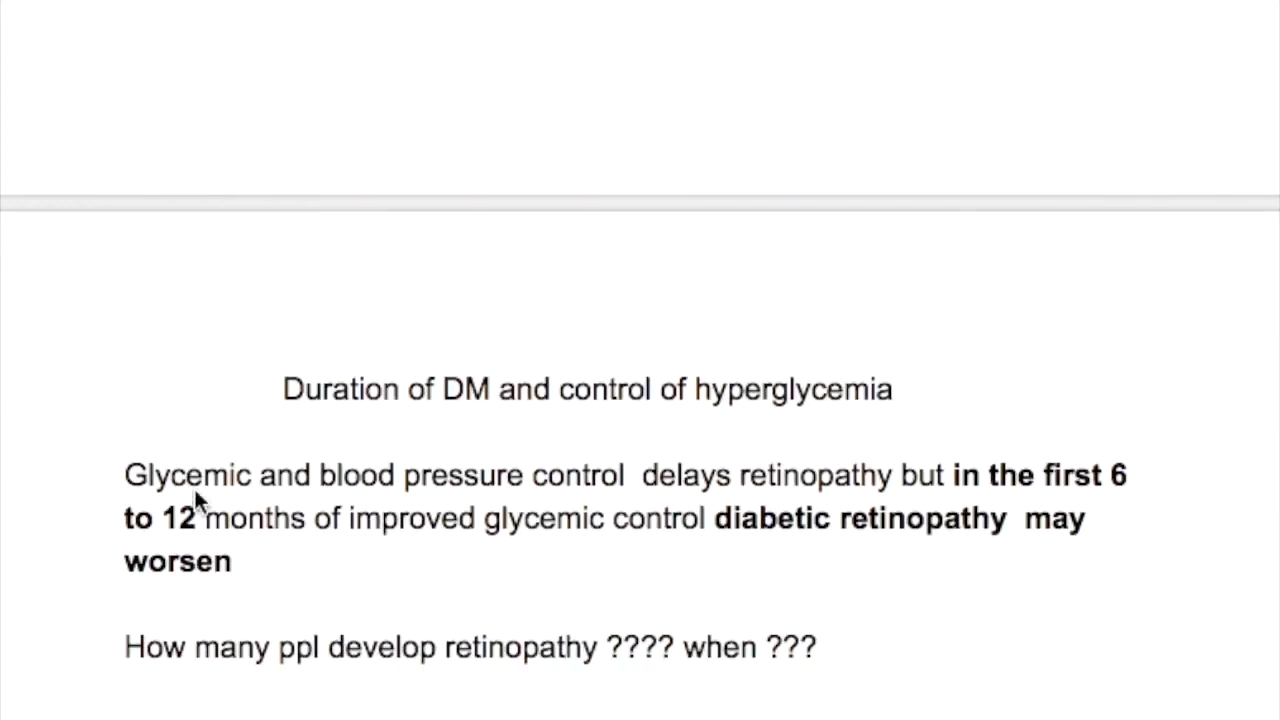 Duration of DM and control of hyperglycemia
Glycemic and blood pressure control  delays retinopathy but in the first 6
to 12 months of improved glycemic control diabetic retinopathy  may
worsen
How many ppl develop retinopathy ???? when ???